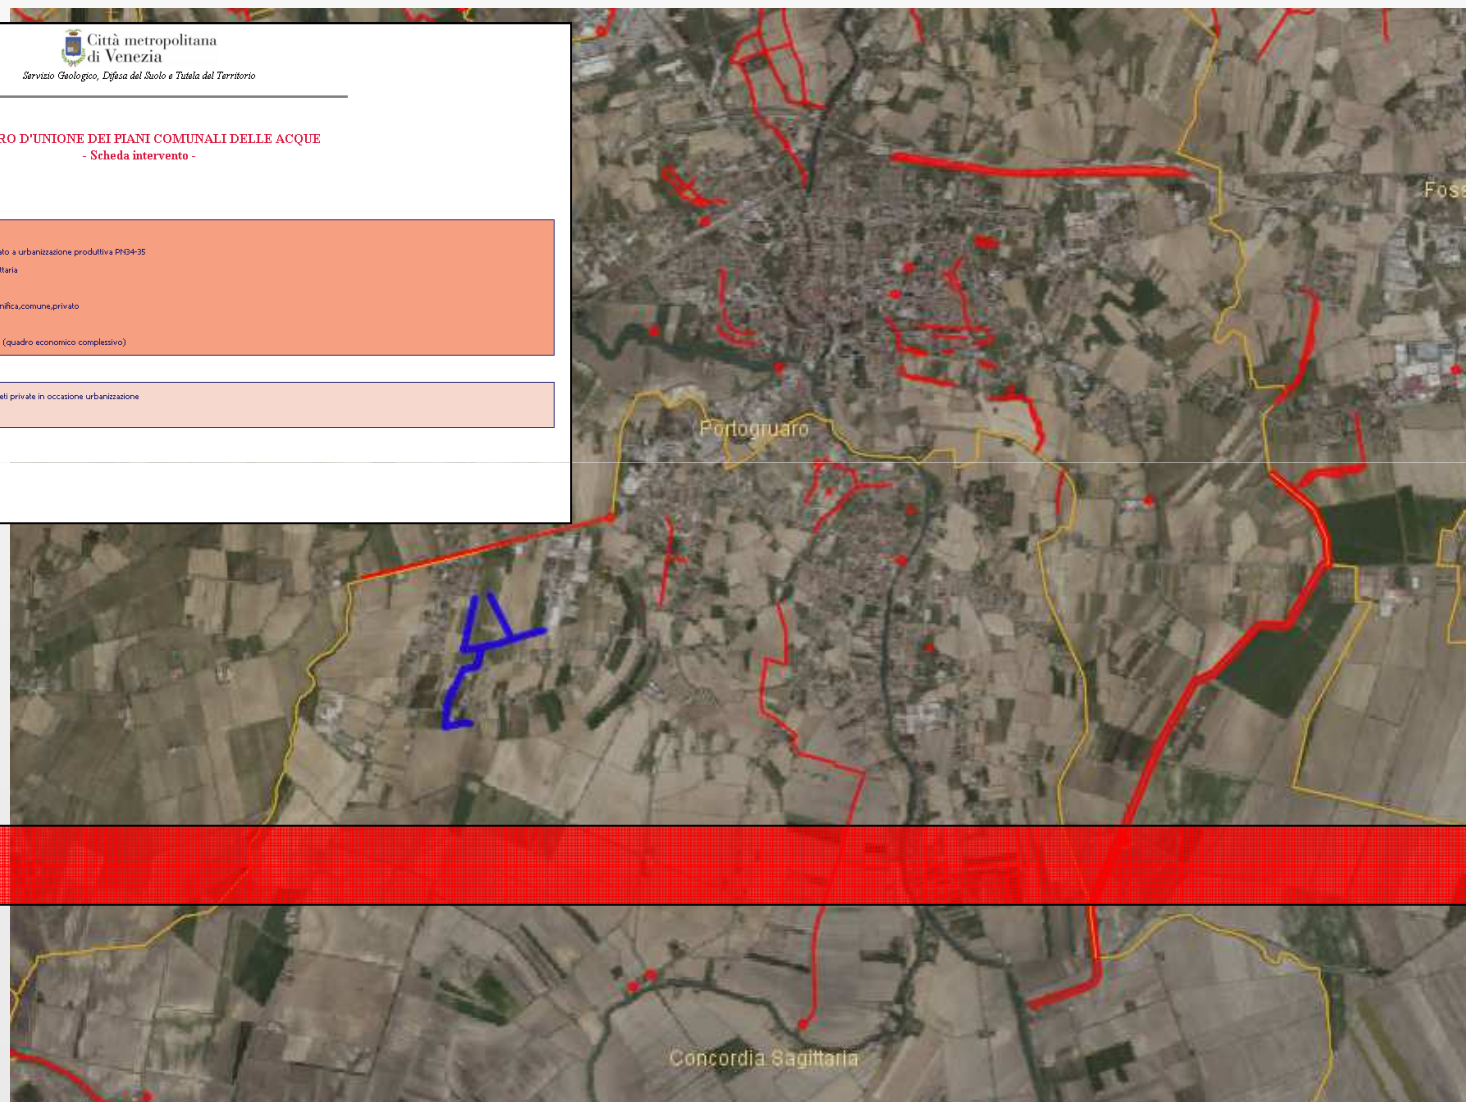 Città metropolitana
di Venezia
Servizio Geologico, Difesa del Suolo e Tutela del Territorio
RO D'UNIONE DEI PIANI COMUNALI DELLE ACQUE
- Scheda intervento -
ato a urbanizzazione produttiva PN34-35
ttaria
nifica,comune,privato
(quadro economico complessivo)
eti private in occasione urbanizzazione
Foss
Portogruaro
Concordia Sagittaria